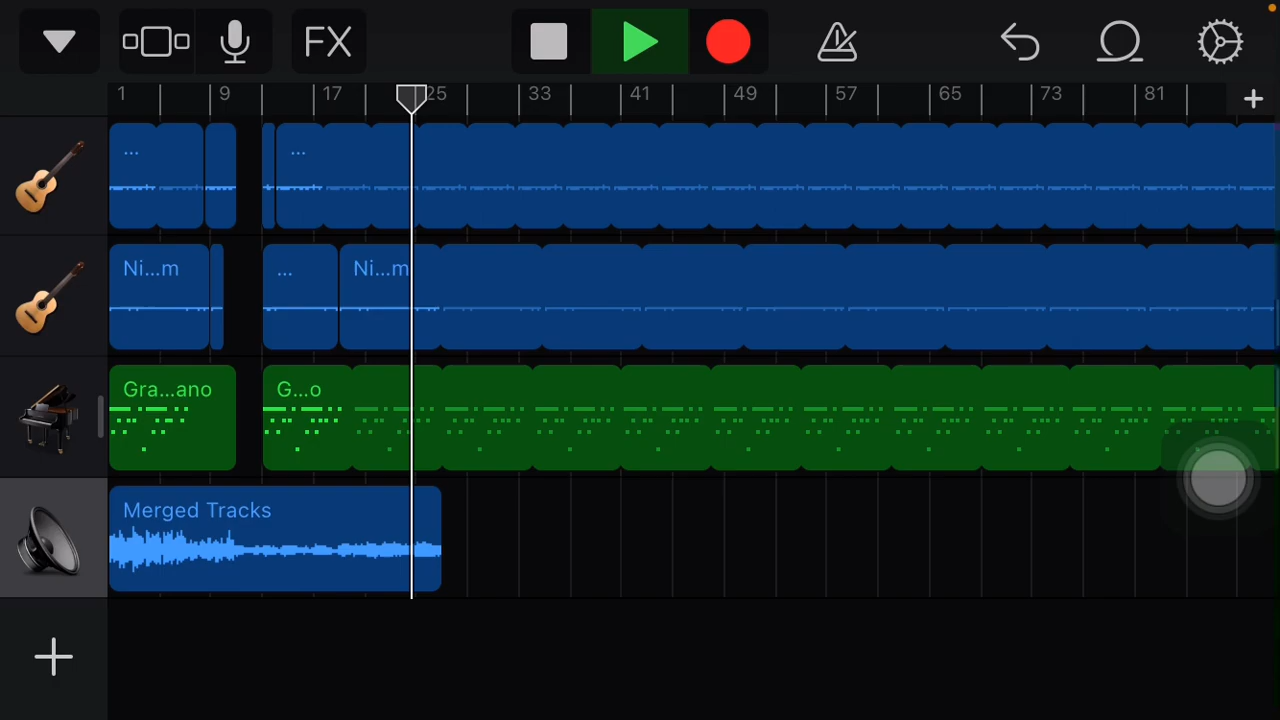 FX
1 9 17 25 33 41 49 57 65 73 81
... ...
Ni...m ... Ni...m
Gra...ano G...o
Merged Tracks